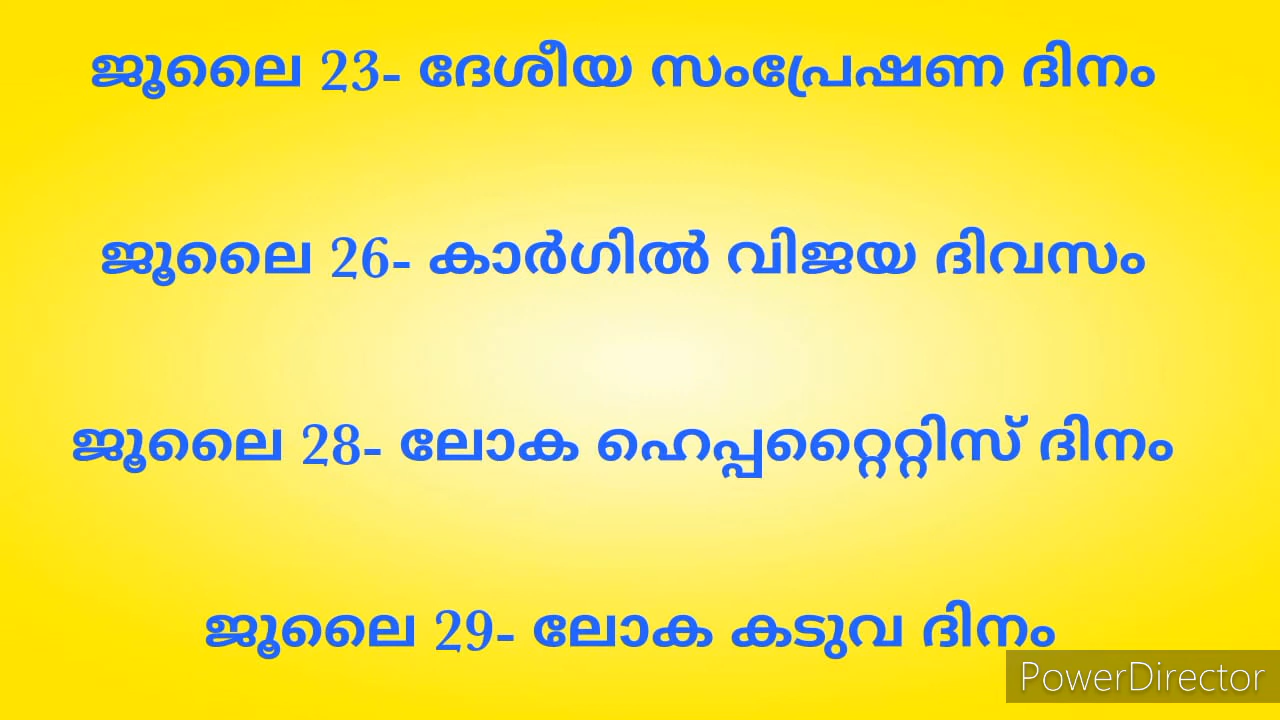 ജൂലൈ 23- ദേശീയ സംപ്രേഷണ ദിനം
ജൂലൈ 26- കാർഗിൽ വിജയ ദിവസം
ജൂലൈ 28- ലോക ഹെപ്പറ്റൈറ്റിസ് ദിനം
ജൂലൈ 29- ലോക കടുവ ദിനം
PowerDirector